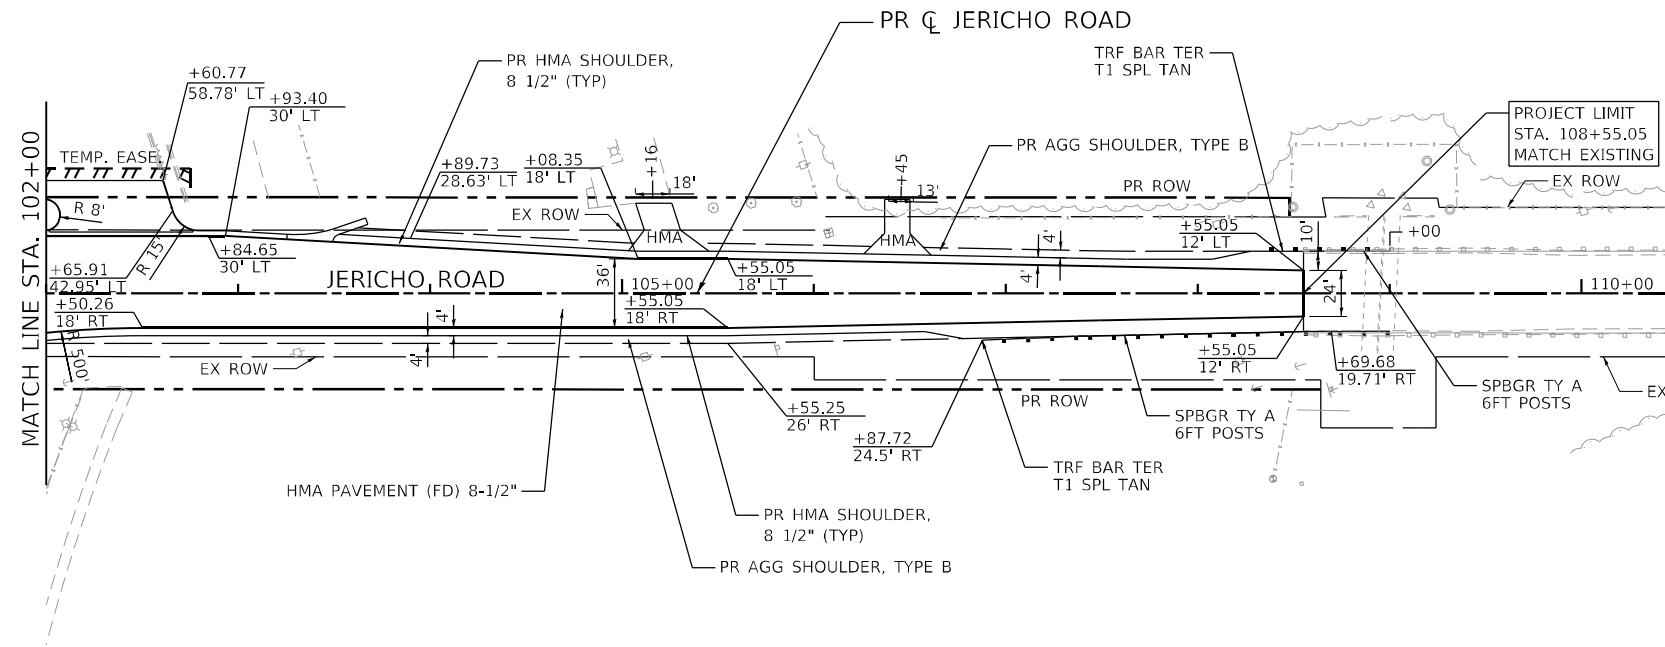 PR ℄ JERICHO ROAD
PR HMA SHOULDER,
8 1/2" (TYP)
TRF BAR TER
T1 SPL TAN
+60.77
58.78' LT
+93.40
30' LT
PROJECT LIMIT
STA. 108+55.05
MATCH EXISTING
MATCH LINE STA. 102+00
TEMP. EASE.
+89.73
28.63' LT
+08.35
18' LT
+16
18'
+45
13'
PR AGG SHOULDER, TYPE B
PR ROW
EX ROW
R 8'
EX ROW
HMA
HMA
+55.05
12' LT
10'
+00
R 15'
+84.65
30' LT
4'
4'
+65.91
42.95' LT
JERICHO ROAD
36'
105+00
+55.05
18' LT
24'
110+00
+50.26
18' RT
+55.05
18' RT
4'
4'
R 500'
EX ROW
+55.05
12' RT
+69.68
19.71' RT
SPBGR TY A
6FT POSTS
EX
PR ROW
+55.25
26' RT
SPBGR TY A
6FT POSTS
+87.72
24.5' RT
TRF BAR TER
T1 SPL TAN
HMA PAVEMENT (FD) 8-1/2"
PR HMA SHOULDER,
8 1/2" (TYP)
PR AGG SHOULDER, TYPE B